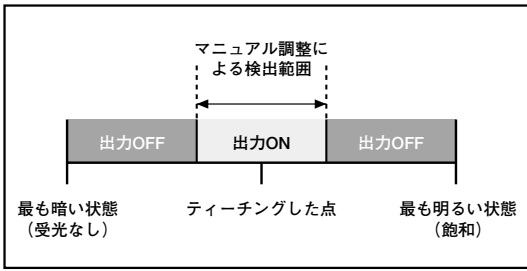 マニュアル調整に
よる検出範囲
出力OFF
出力ON
出力OFF
最も暗い状態
（受光なし）
ティーチングした点
最も明るい状態
（飽和）